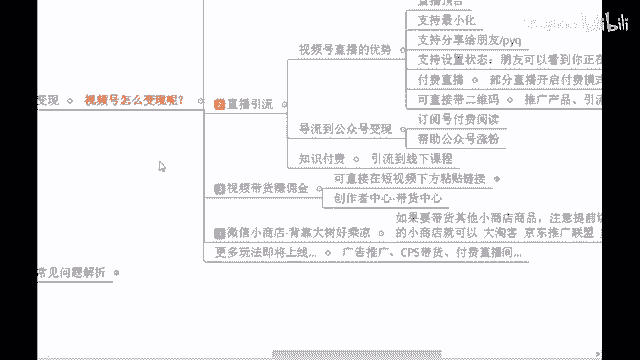 bilibili
直播预告
支持最小化
视频号直播的优势
支持分享给朋友/pyq
支持设置状态：朋友可以看到你正在
付费直播
部分直播开启付费模式
变现
视频号怎么变现呢？
直播引流
可直接带二维码
推广产品、引流
订阅号付费阅读
导流到公众号变现
帮助公众号涨粉
知识付费
引流到线下课程
可直接在短视频下方粘贴链接
视频带货赚佣金
创作者中心-带货中心
如果要带货其他小商店商品，注意提前
微信小商店-背靠大树好乘凉
的小商店就可以 大淘客 京东推广联盟
更多玩法即将上线...
广告推广、CPS带货、付费直播间...
常见问题解析